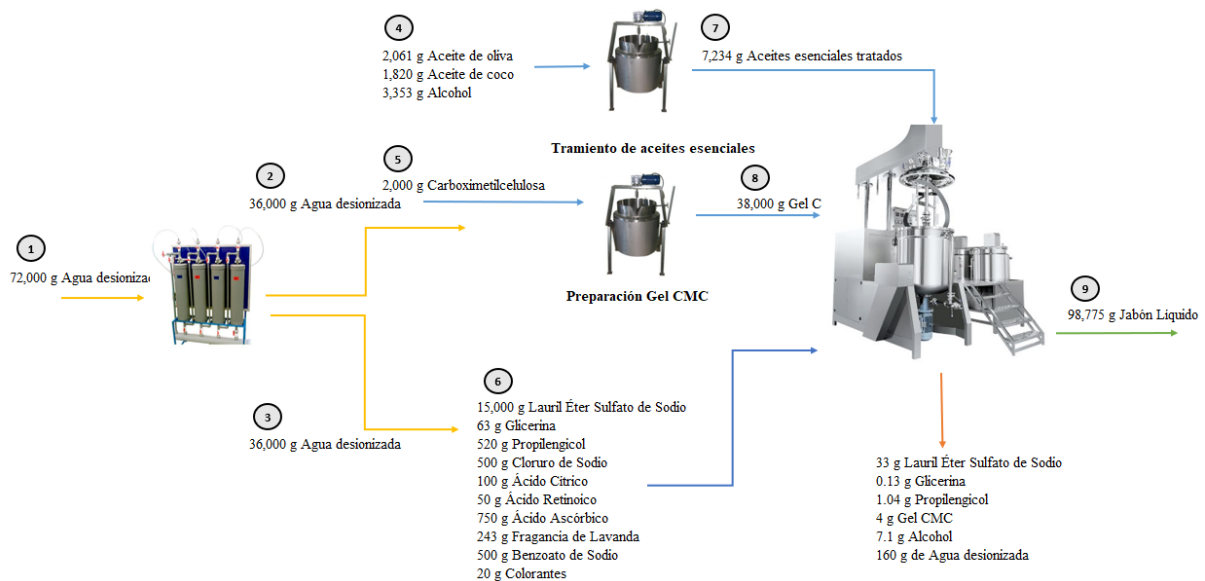 4
2,061 g Aceite de oliva
1,820 g Aceite de coco
3,353 g Alcohol
7
7,234 g Aceites esenciales tratados
Tramiento de aceites esenciales
5
2,000 g Carboximetilcelulosa
2
36,000 g Agua desionizada
8
38,000 g Gel C
Preparación Gel CMC
1
72,000 g Agua desionizad
9
98,775 g Jabón Liquido
3
36,000 g Agua desionizada
6
15,000 g Lauril Éter Sulfato de Sodio
63 g Glicerina
520 g Propilengicol
500 g Cloruro de Sodio
100 g Ácido Citrico
50 g Ácido Retinoico
750 g Ácido Ascórbico
243 g Fragancia de Lavanda
500 g Benzoato de Sodio
20 g Colorantes
33 g Lauril Éter Sulfato de Sodio
0.13 g Glicerina
1.04 g Propilengicol
4 g Gel CMC
7.1 g Alcohol
160 g de Agua desionizada